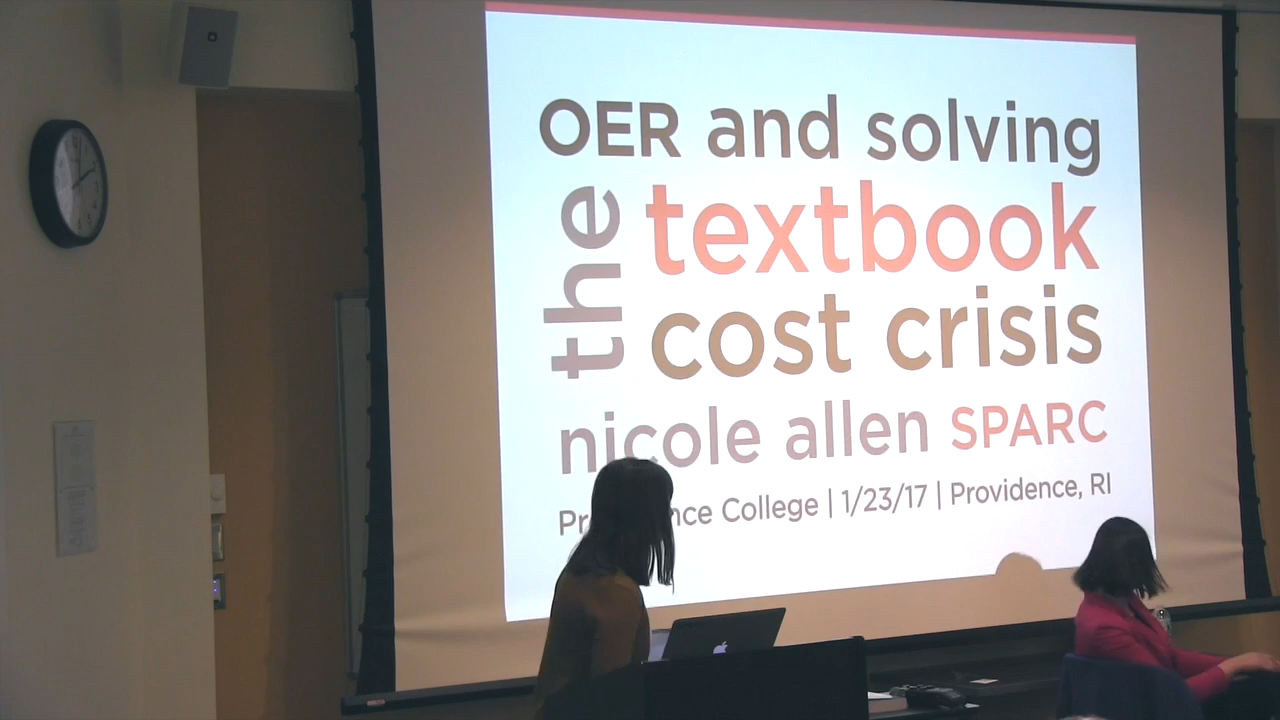 OER and solving
the textbook
cost crisis
nicole allen SPARC
College | 1/23/17 | Providence, RI